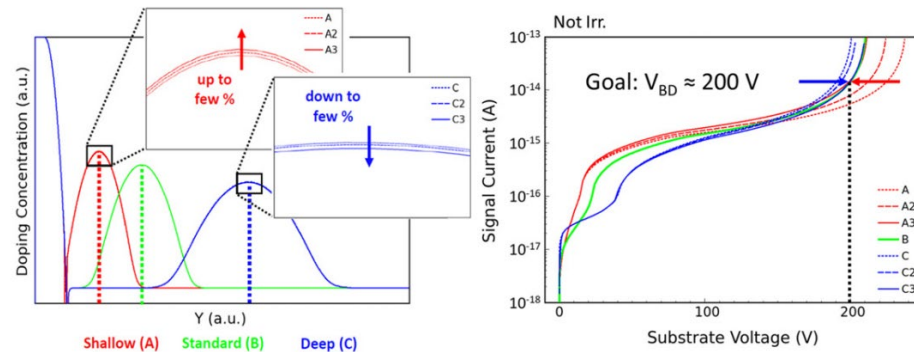 Doping Concentration (a.u.)
A
A2
A3
up to
few %
down to
few %
C
C2
C3
Y (a.u.)
Shallow (A)
Standard (B)
Deep (C)
Not Irr.
Signal Current (A)
10⁻¹³
10⁻¹⁴
10⁻¹⁵
10⁻¹⁶
10⁻¹⁷
10⁻¹⁸
Goal: V_BD ≈ 200 V
A
A2
A3
B
C
C2
C3
0
100
200
Substrate Voltage (V)